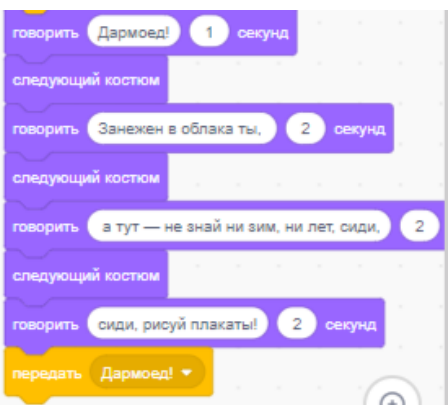 говорить Дармоед! 1 секунд
следующий костюм
говорить Занежен в облака ты, 2 секунд
следующий костюм
говорить а тут — не знай ни зим, ни лет, сиди, 2
следующий костюм
говорить сиди, рисуй плакаты! 2 секунд
передать Дармоед!